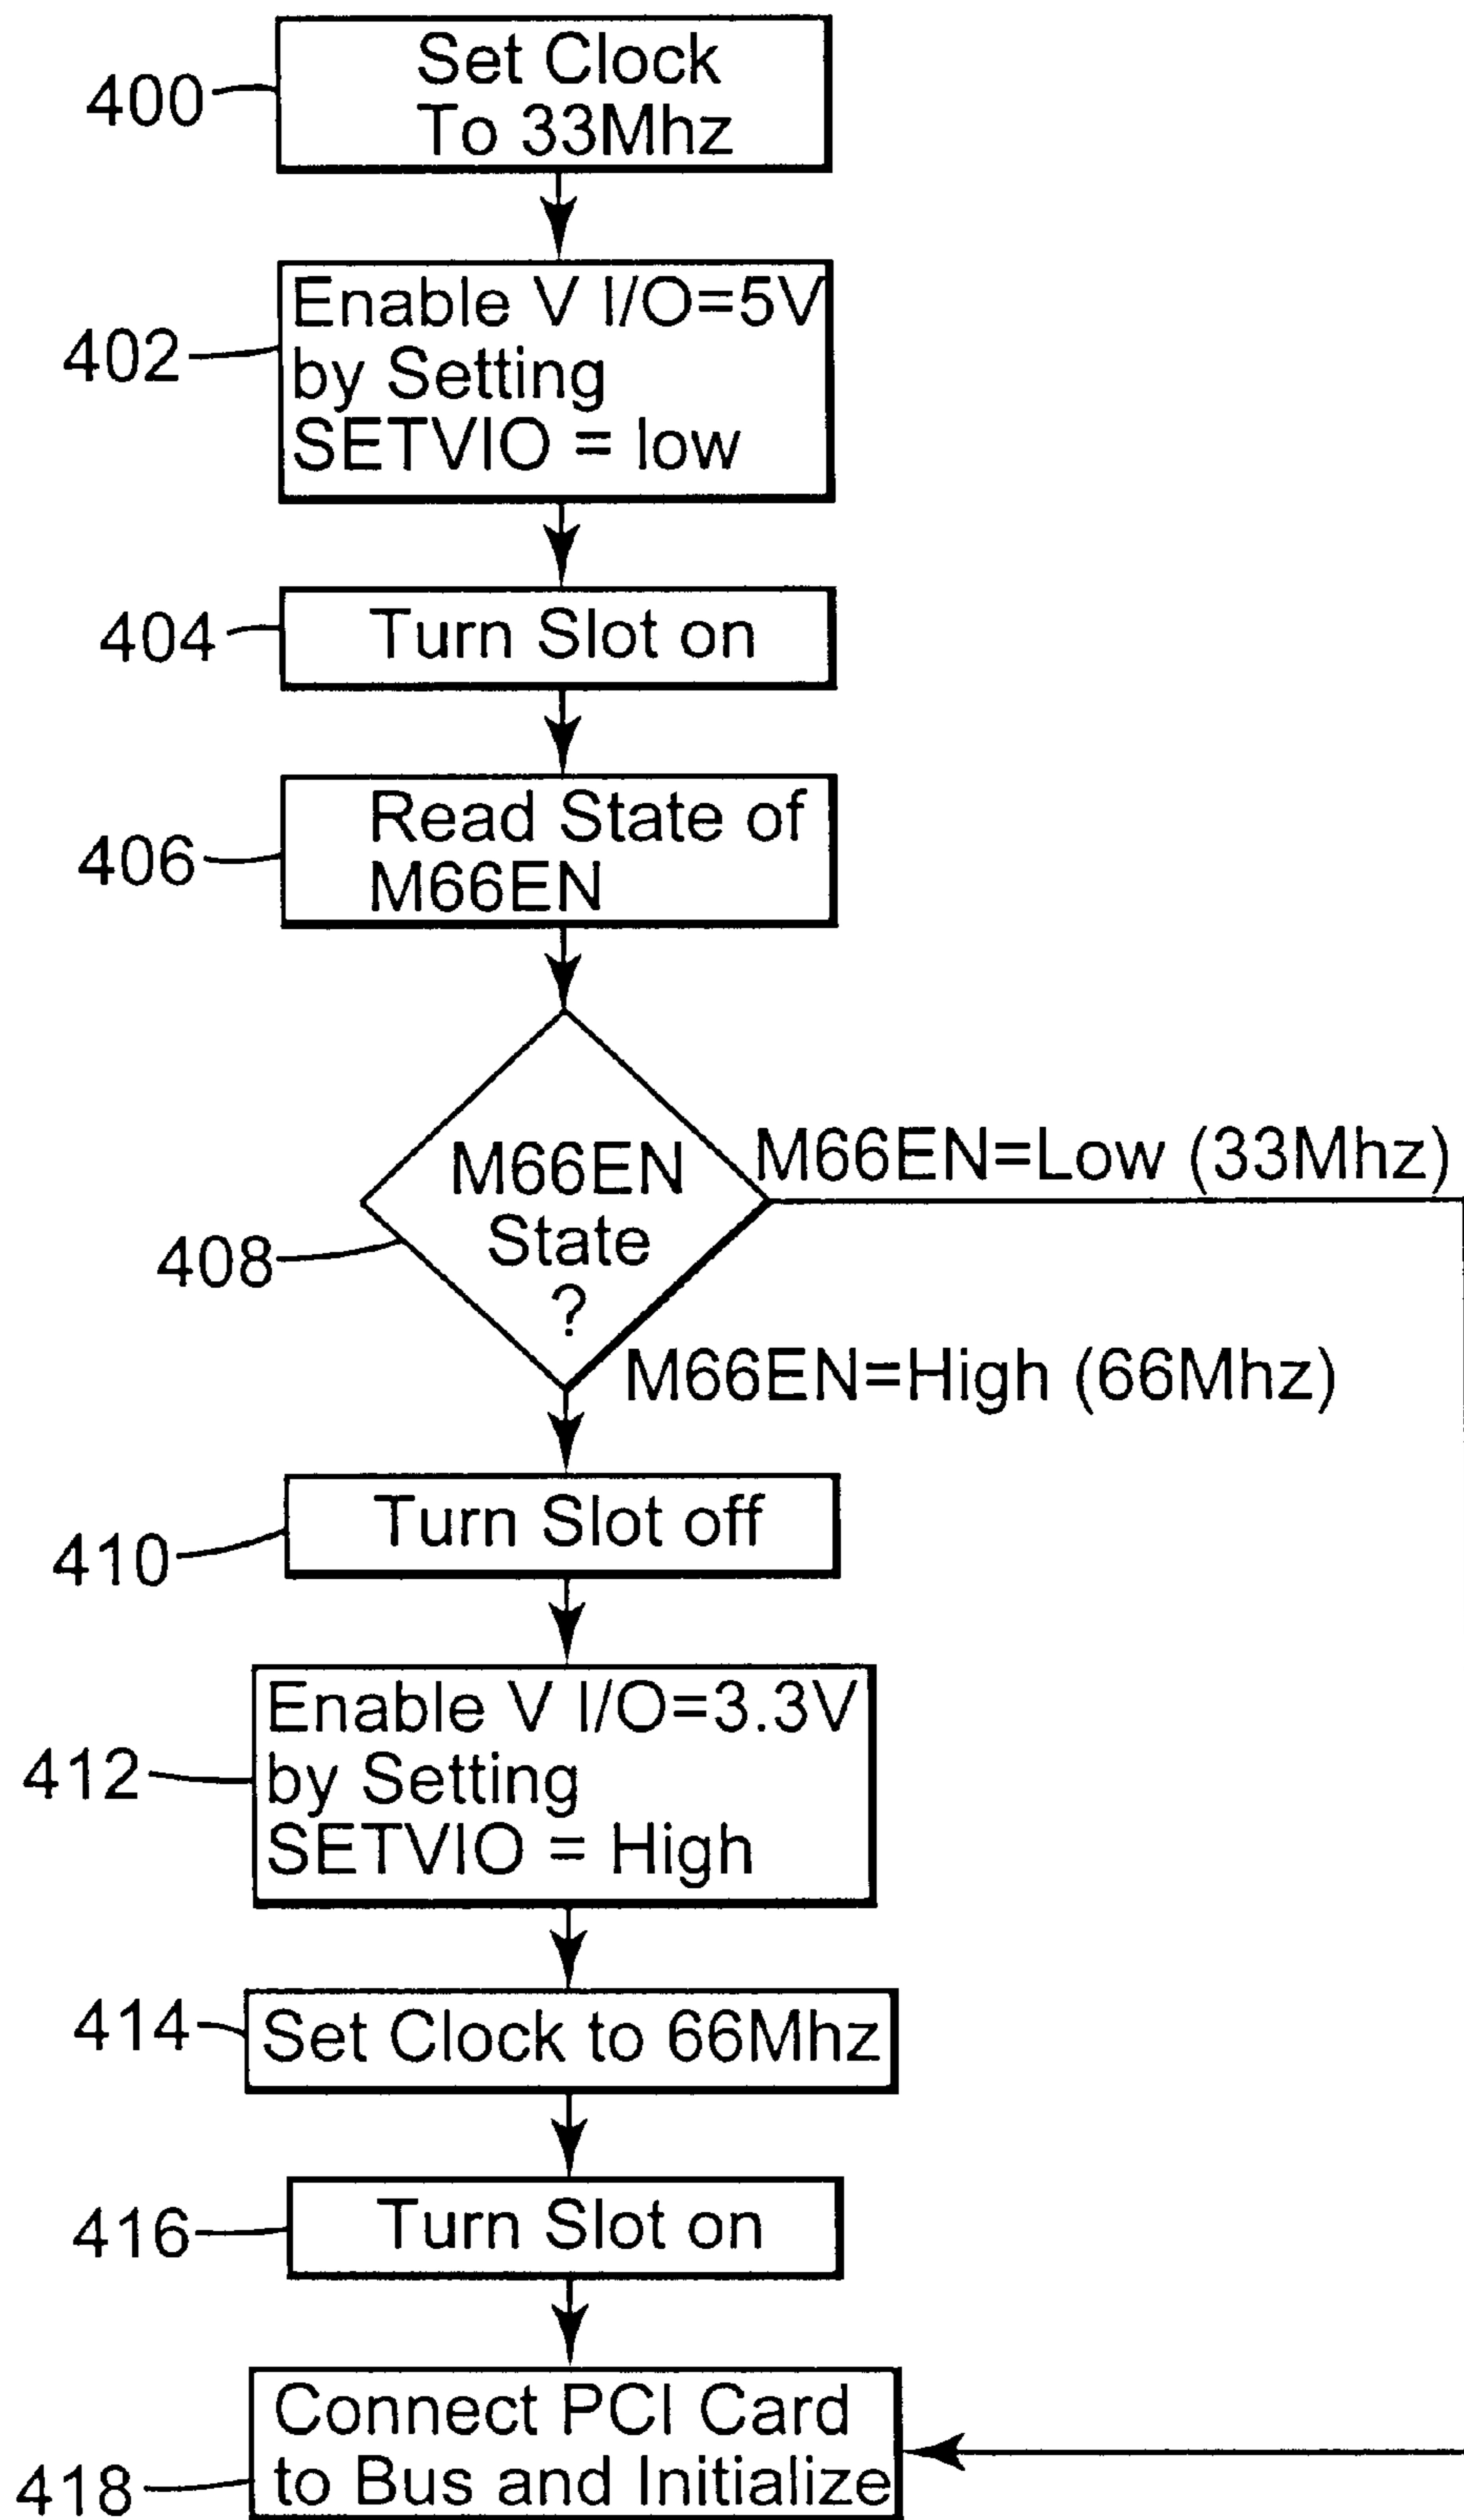 400
Set Clock
To 33Mhz
402
Enable V I/O=5V
by Setting
SETVIO = low
404
Turn Slot on
406
Read State of
M66EN
408
M66EN
State
?
M66EN=Low (33Mhz)
M66EN=High (66Mhz)
410
Turn Slot off
412
Enable V I/O=3.3V
by Setting
SETVIO = High
414
Set Clock to 66Mhz
416
Turn Slot on
418
Connect PCI Card
to Bus and Initialize